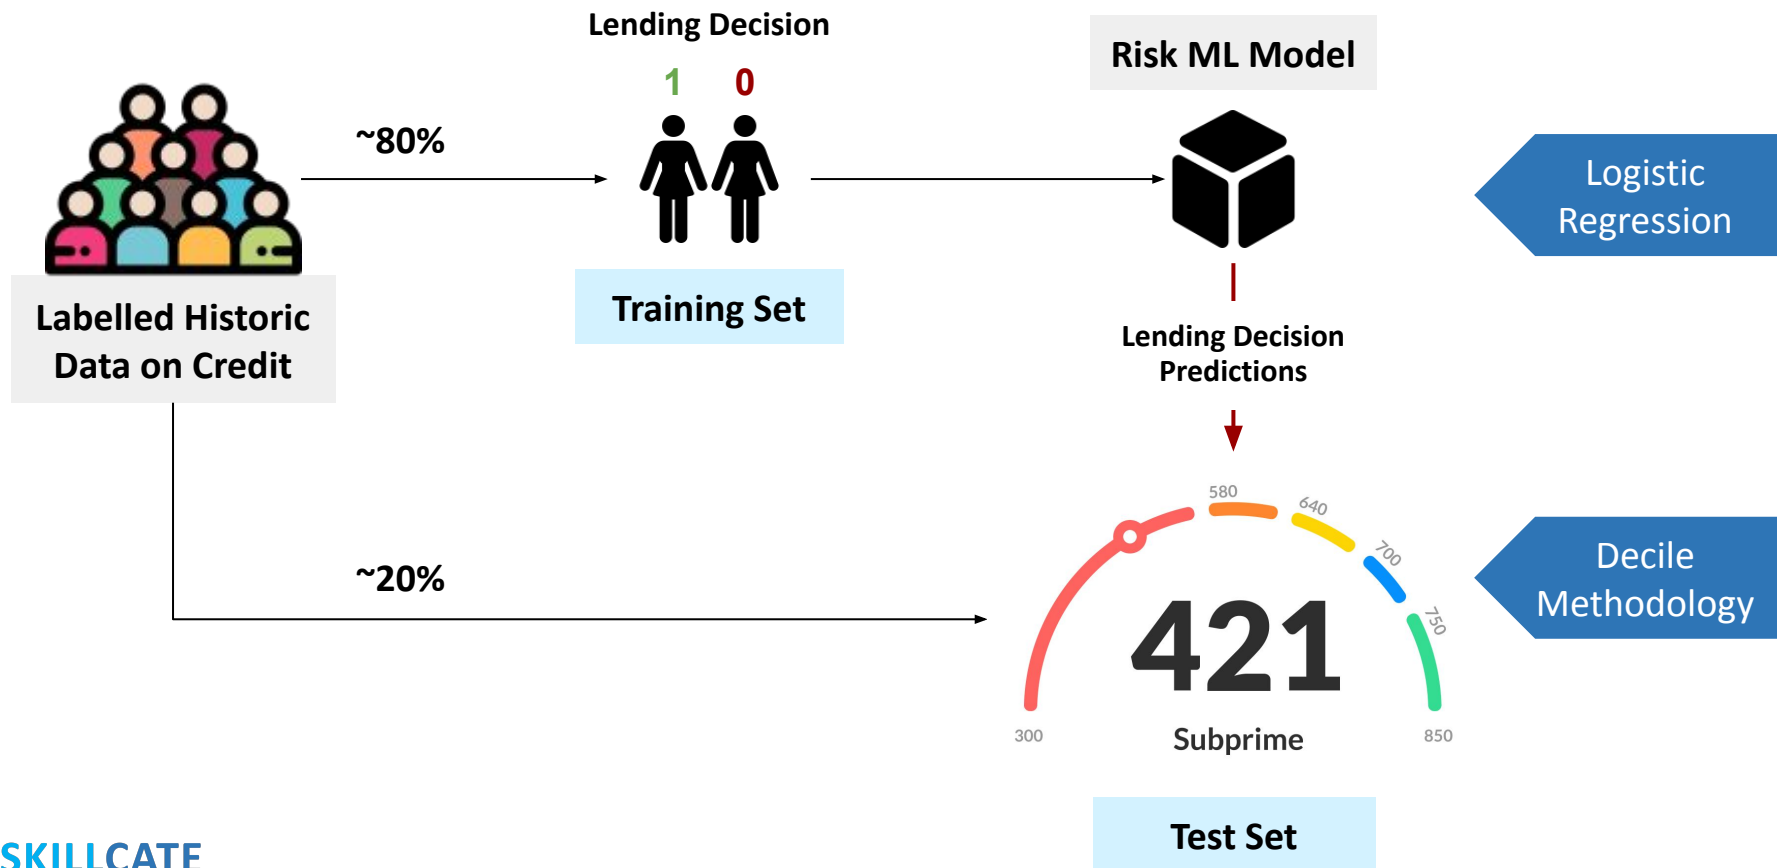 Lending Decision
1 0
Risk ML Model
~80%
Logistic
Regression
Labelled Historic
Data on Credit
Training Set
Lending Decision
Predictions
~20%
580
640
700
750
421
Subprime
300
850
Decile
Methodology
Test Set
SKILLCATE